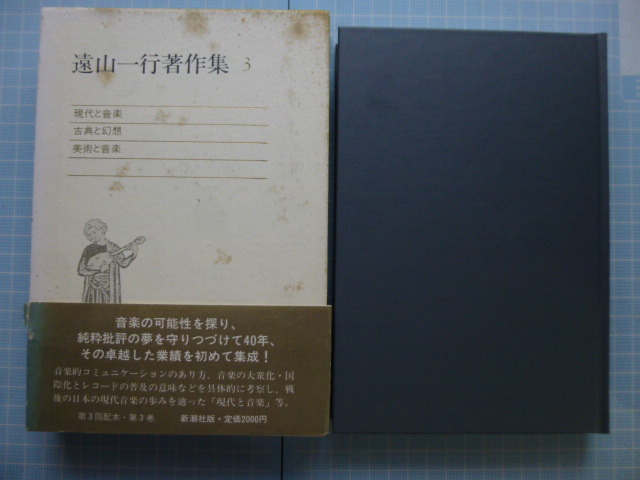 遠山一行著作集 3
現代と音楽
古典と幻想
美術と音楽
音楽の可能性を探り、
純粋批評の夢を守りつづけて40年、
その卓越した業績を初めて集成！
音楽的コミュニケーションのあり方、音楽の大衆化・国
際化とレコードの普及の意味などを具体的に考察し、戦
後の日本の現代音楽の歩みを辿った「現代と音楽」等。
第3回配本・第3巻 新潮社版・定価2000円